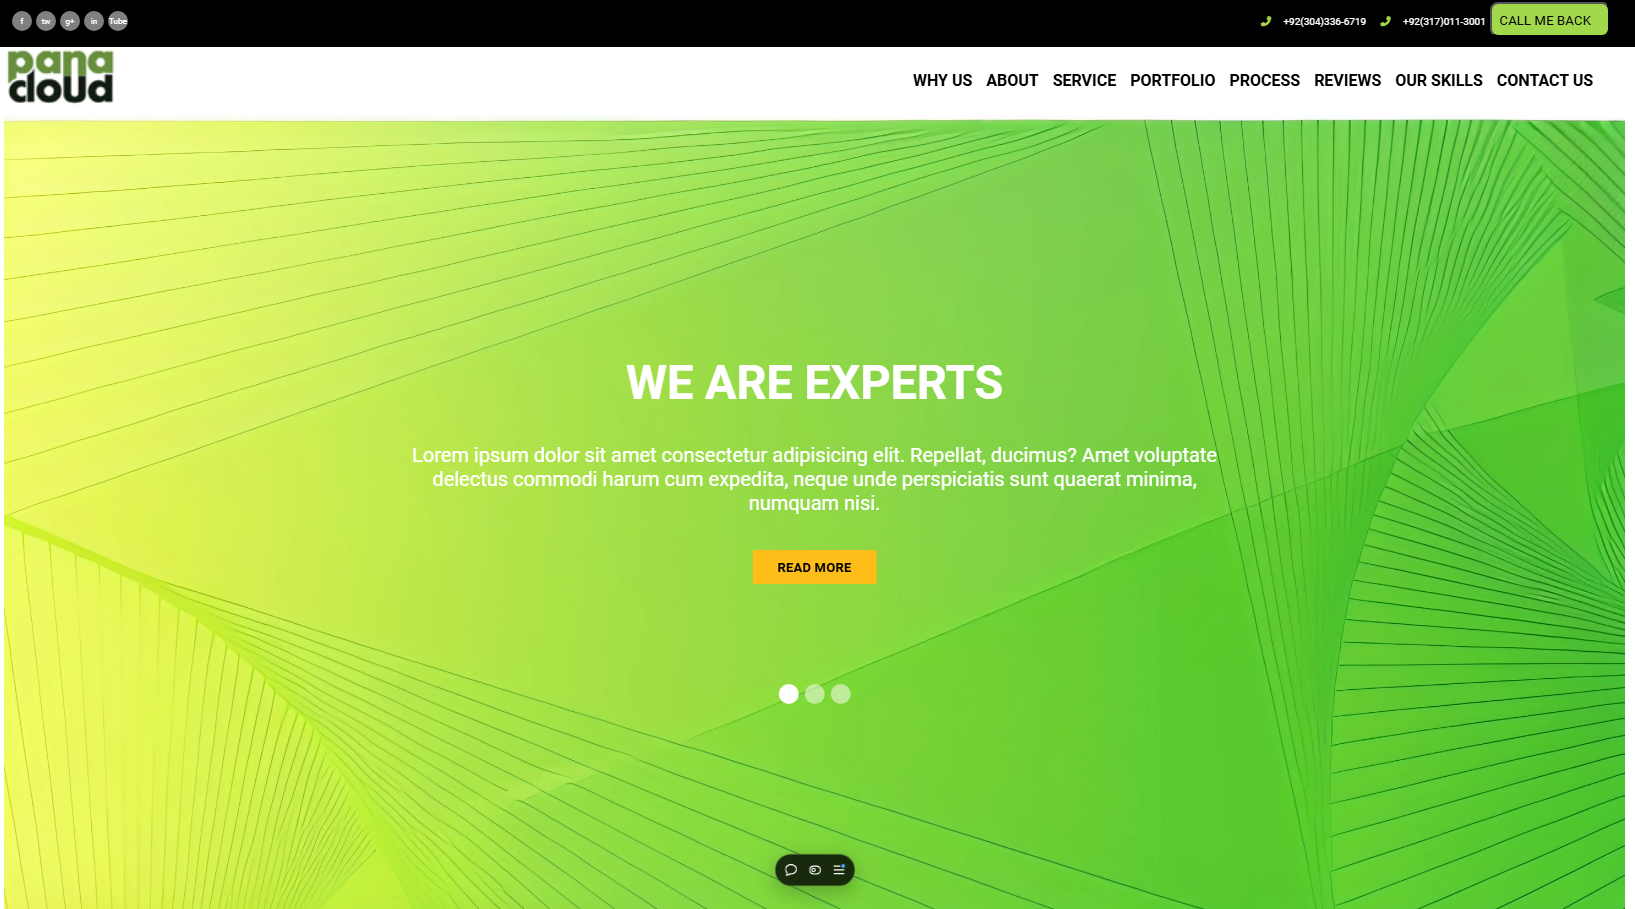 f tw g+ in Tube
+92(304)336-6719 +92(317)011-3001 CALL ME BACK
pana
cloud
WHY US ABOUT SERVICE PORTFOLIO PROCESS REVIEWS OUR SKILLS CONTACT US
WE ARE EXPERTS
Lorem ipsum dolor sit amet consectetur adipisicing elit. Repellat, ducimus? Amet voluptate
delectus commodi harum cum expedita, neque unde perspiciatis sunt quaerat minima,
numquam nisi.
READ MORE